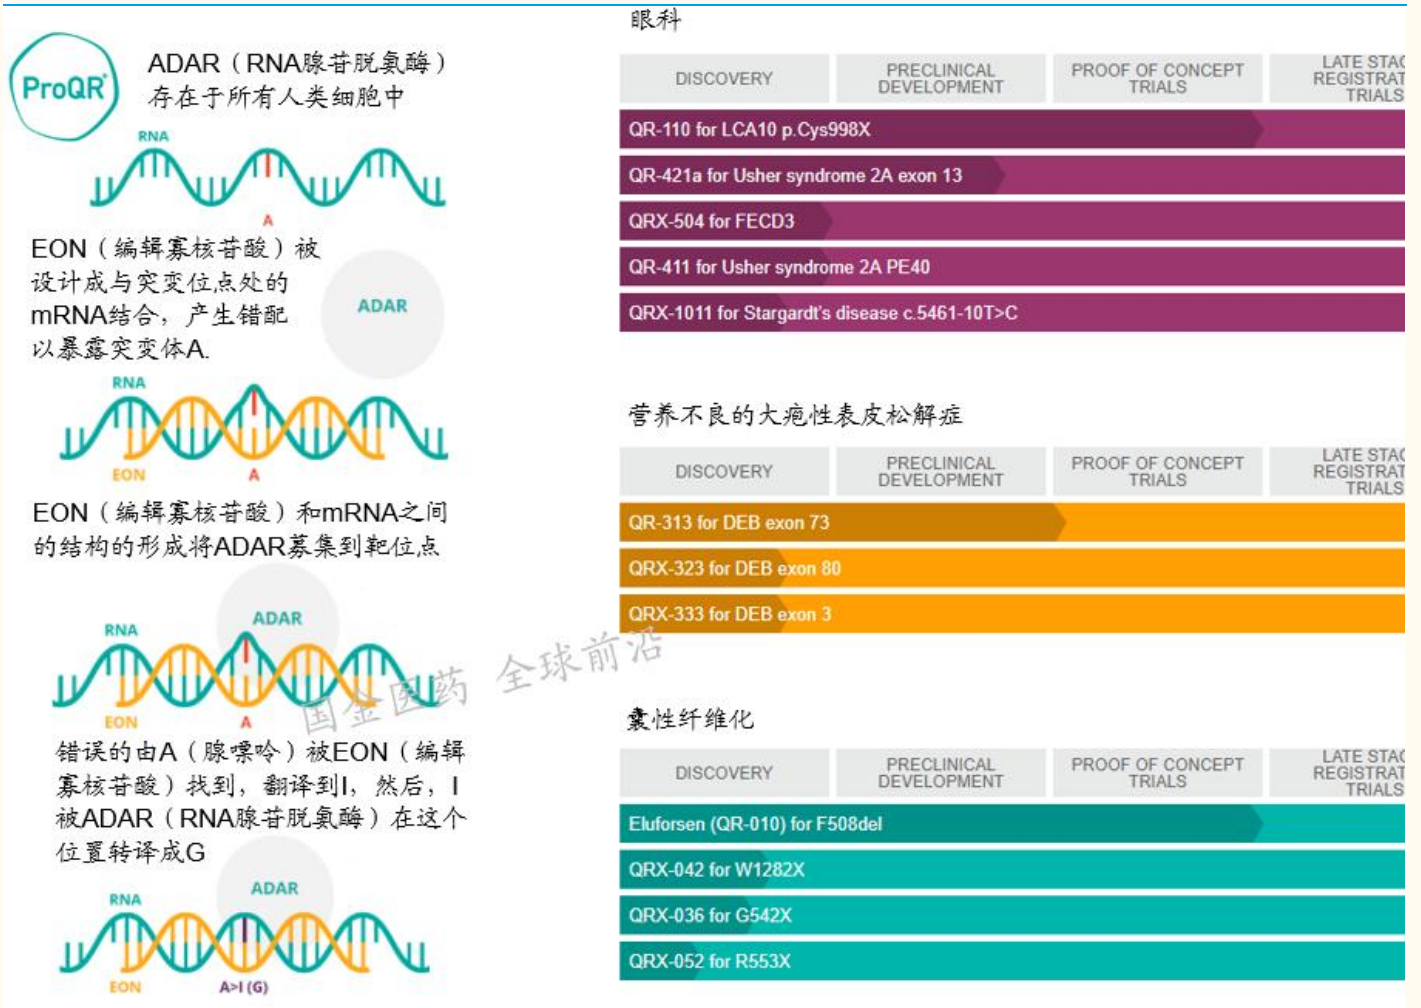 ProQR
ADAR（RNA腺苷脱氨酶）
存在于所有人类细胞中
RNA
A
EON（编辑寡核苷酸）被
设计成与突变位点处的
mRNA结合，产生错配
以暴露突变体A.
ADAR
RNA
EON
A
EON（编辑寡核苷酸）和mRNA之间
的结构的形成将ADAR募集到靶位点
ADAR
RNA
EON
A
错误的由A（腺嘌呤）被EON（编辑
寡核苷酸）找到，翻译到I，然后，I
被ADAR（RNA腺苷脱氨酶）在这个
位置转译成G
ADAR
RNA
EON
A>I (G)
国金医药 全球前沿
眼科
DISCOVERY
PRECLINICAL
DEVELOPMENT
PROOF OF CONCEPT
TRIALS
LATE STAG
REGISTRAT
TRIALS
QR-110 for LCA10 p.Cys998X
QR-421a for Usher syndrome 2A exon 13
QRX-504 for FECD3
QR-411 for Usher syndrome 2A PE40
QRX-1011 for Stargardt's disease c.5461-10T>C
营养不良的大疱性表皮松解症
DISCOVERY
PRECLINICAL
DEVELOPMENT
PROOF OF CONCEPT
TRIALS
LATE STAG
REGISTRAT
TRIALS
QR-313 for DEB exon 73
QRX-323 for DEB exon 80
QRX-333 for DEB exon 3
囊性纤维化
DISCOVERY
PRECLINICAL
DEVELOPMENT
PROOF OF CONCEPT
TRIALS
LATE STAG
REGISTRAT
TRIALS
Eluforsen (QR-010) for F508del
QRX-042 for W1282X
QRX-036 for G542X
QRX-052 for R553X